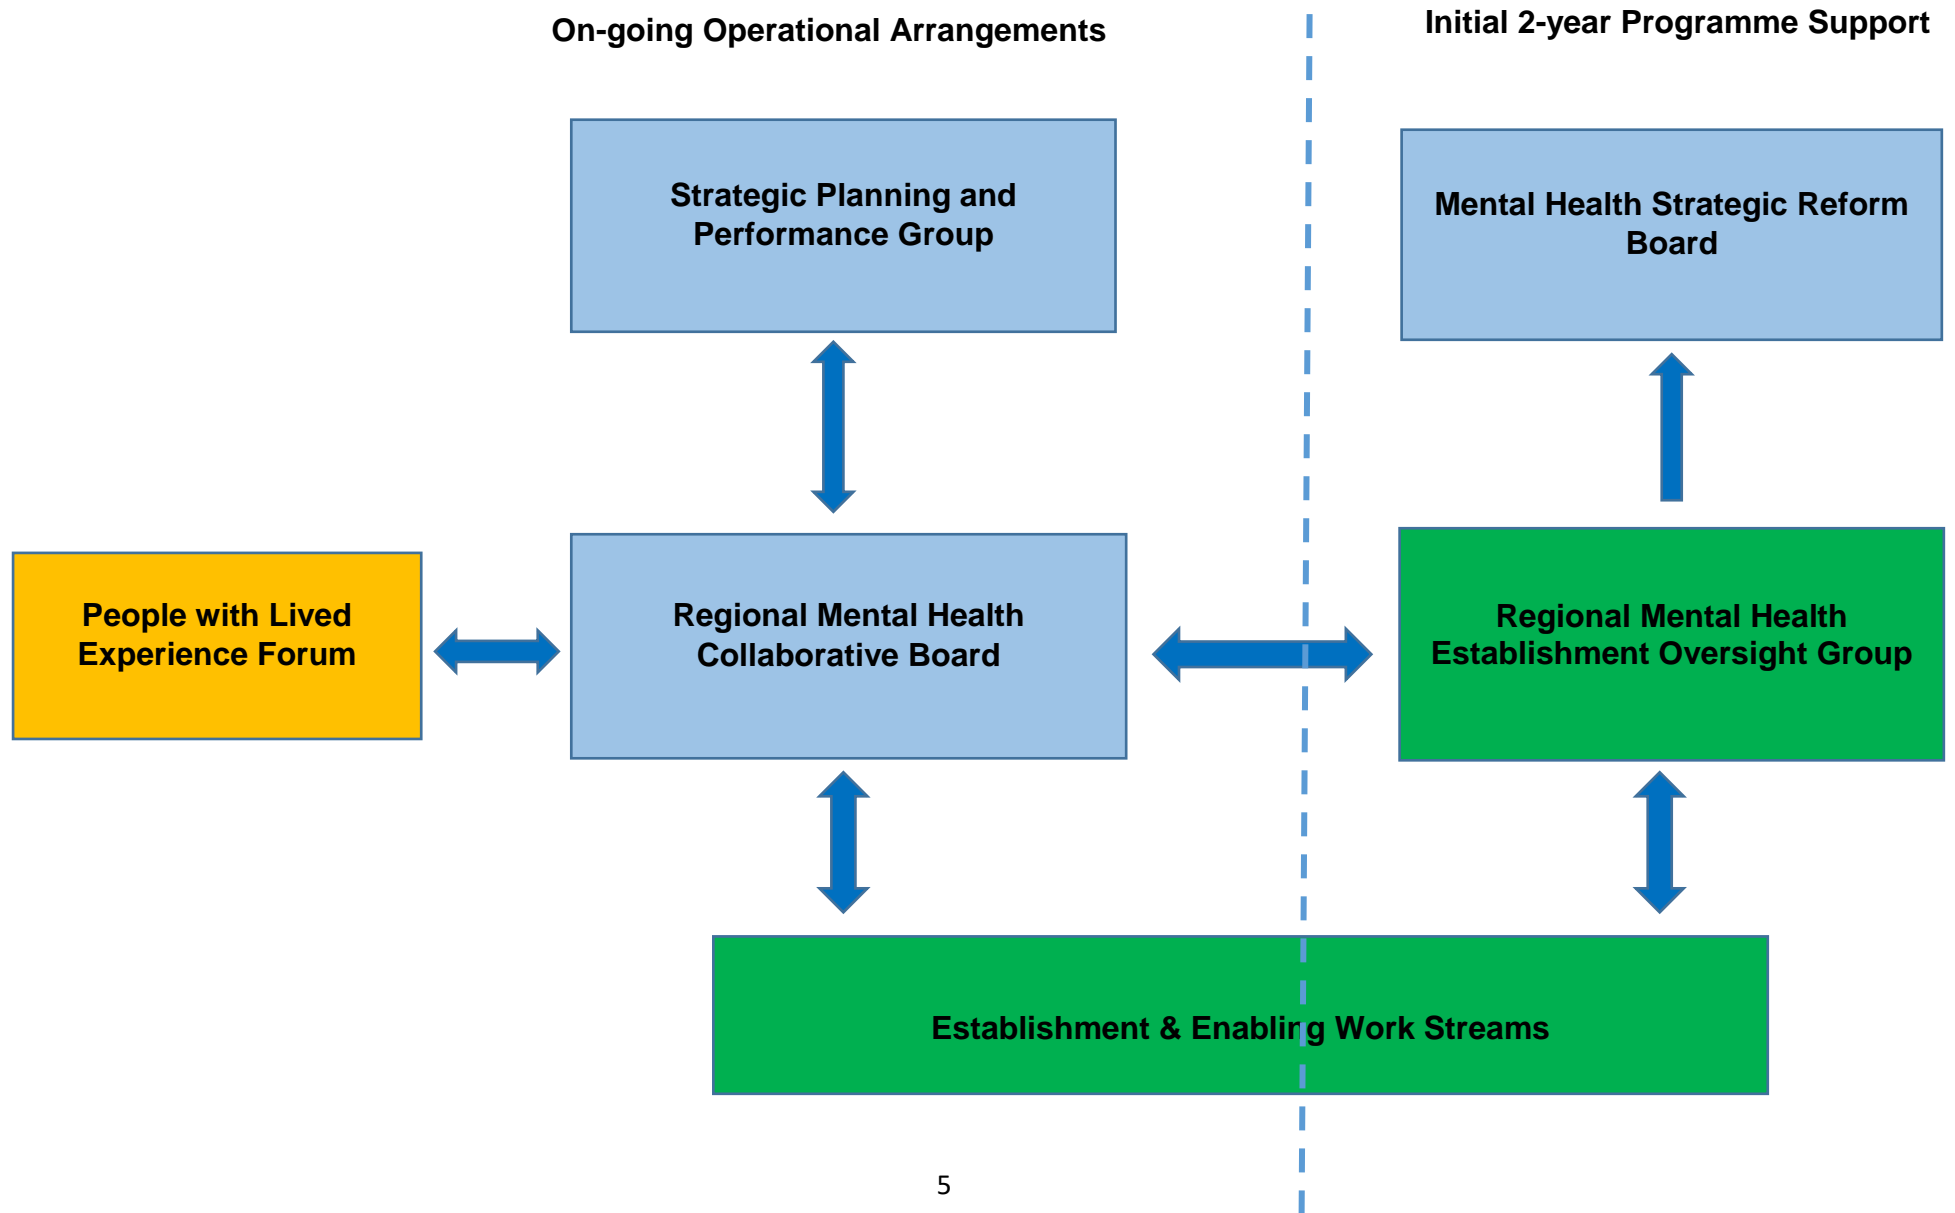 On-going Operational Arrangements
Initial 2-year Programme Support
Strategic Planning and
Performance Group
Mental Health Strategic Reform
Board
People with Lived
Experience Forum
Regional Mental Health
Collaborative Board
Regional Mental Health
Establishment Oversight Group
Establishment & Enabling Work Streams
5